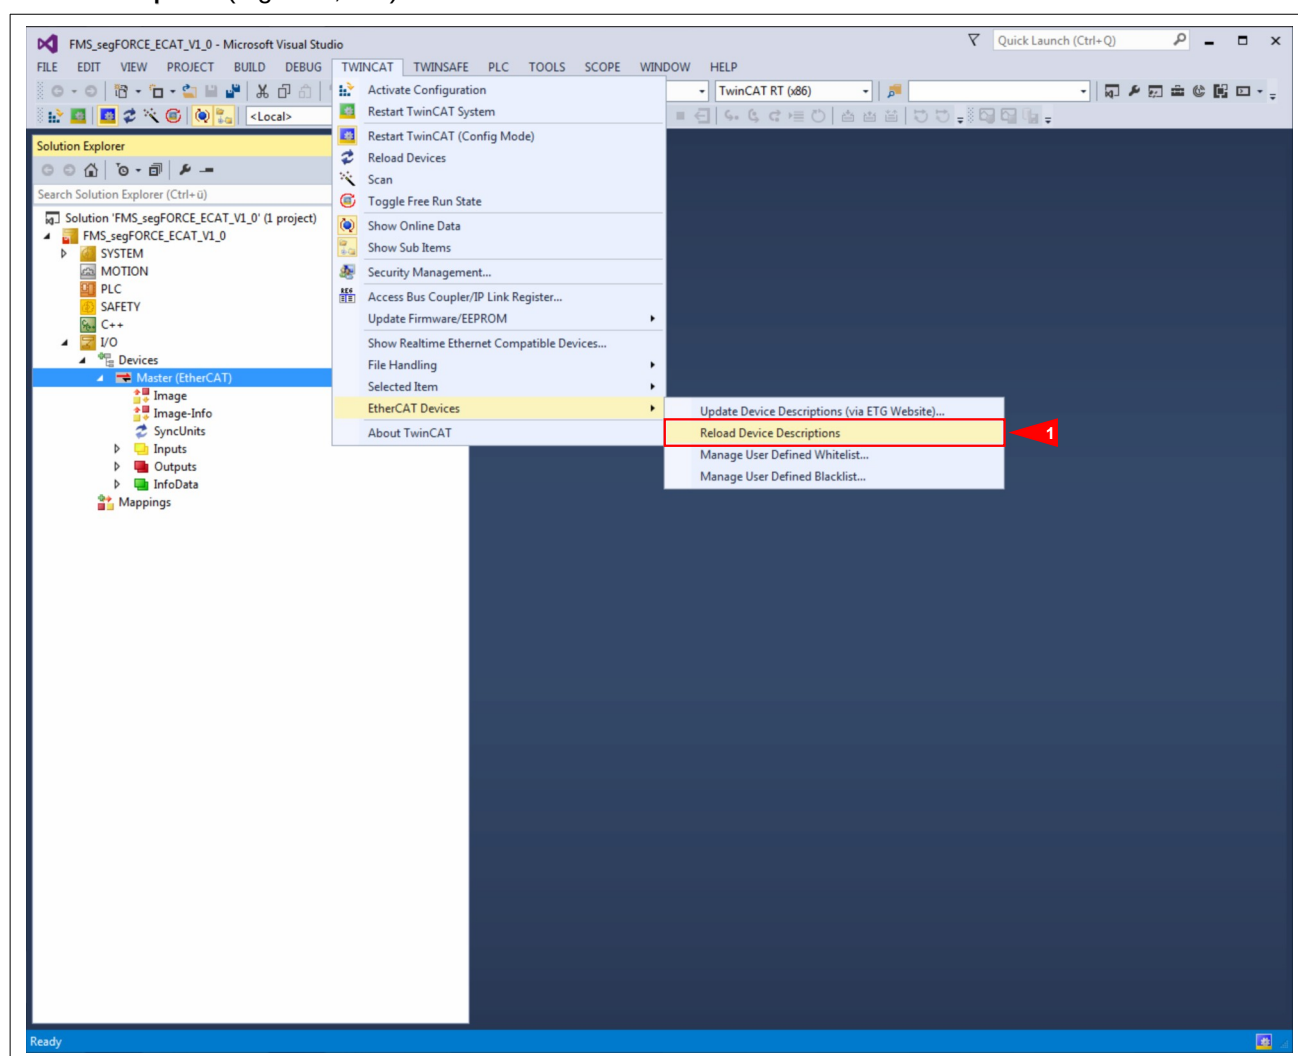 FMS_segFORCE_ECAT_V1_0 - Microsoft Visual Studio
Quick Launch (Ctrl+Q)
FILE EDIT VIEW PROJECT BUILD DEBUG TWINCAT TWINSAFE PLC TOOLS SCOPE WINDOW HELP
TwinCAT RT (x86)
<Local>
Activate Configuration
Restart TwinCAT System
Restart TwinCAT (Config Mode)
Reload Devices
Scan
Toggle Free Run State
Show Online Data
Show Sub Items
Security Management...
Access Bus Coupler/IP Link Register...
Update Firmware/EEPROM
Show Realtime Ethernet Compatible Devices...
File Handling
Selected Item
EtherCAT Devices
About TwinCAT
Update Device Descriptions (via ETG Website)...
Reload Device Descriptions
1
Manage User Defined Whitelist...
Manage User Defined Blacklist...
Solution Explorer
Search Solution Explorer (Ctrl+ü)
Solution 'FMS_segFORCE_ECAT_V1_0' (1 project)
FMS_segFORCE_ECAT_V1_0
SYSTEM
MOTION
PLC
SAFETY
C++
I/O
Devices
Master (EtherCAT)
Image
Image-Info
SyncUnits
Inputs
Outputs
InfoData
Mappings
Ready